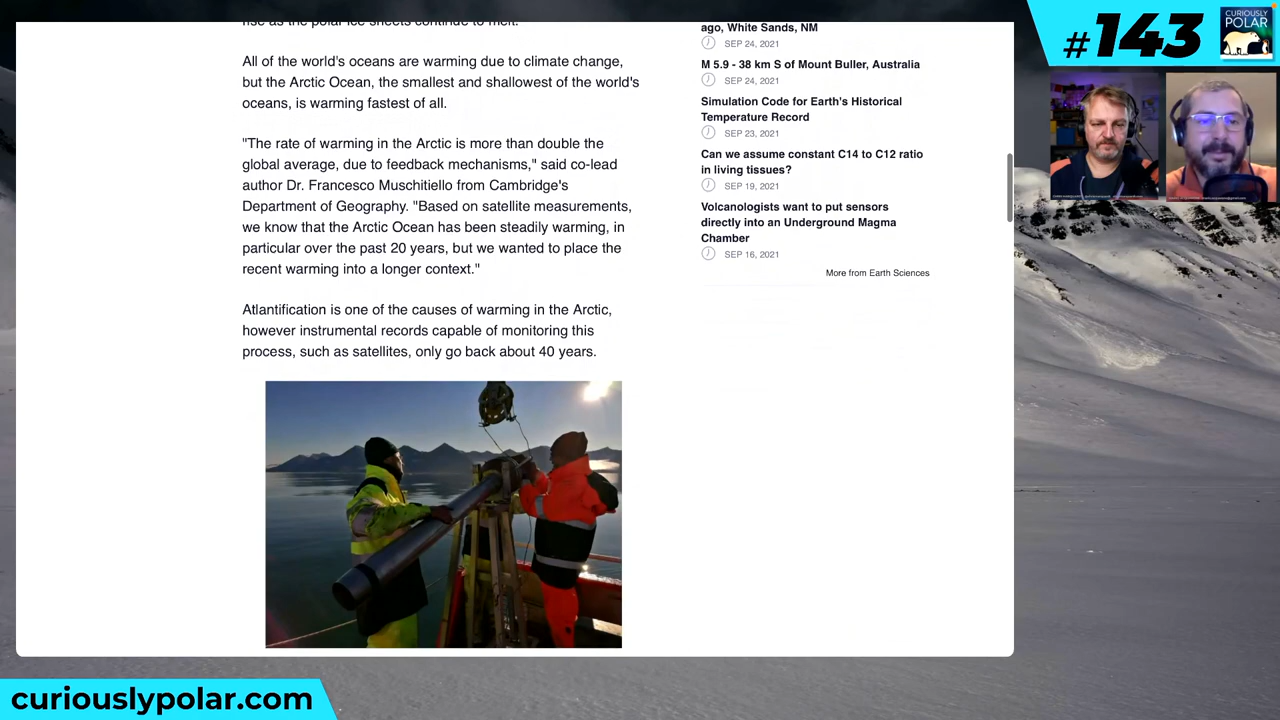 rise as the polar ice sheets continue to melt.
All of the world's oceans are warming due to climate change,
but the Arctic Ocean, the smallest and shallowest of the world's
oceans, is warming fastest of all.
"The rate of warming in the Arctic is more than double the
global average, due to feedback mechanisms," said co-lead
author Dr. Francesco Muschitiello from Cambridge's
Department of Geography. "Based on satellite measurements,
we know that the Arctic Ocean has been steadily warming, in
particular over the past 20 years, but we wanted to place the
recent warming into a longer context."
Atlantification is one of the causes of warming in the Arctic,
however instrumental records capable of monitoring this
process, such as satellites, only go back about 40 years.
ago, White Sands, NM
SEP 24, 2021
M 5.9 - 38 km S of Mount Buller, Australia
SEP 24, 2021
Simulation Code for Earth's Historical
Temperature Record
SEP 23, 2021
Can we assume constant C14 to C12 ratio
in living tissues?
SEP 19, 2021
Volcanologists want to put sensors
directly into an Underground Magma
Chamber
SEP 16, 2021
More from Earth Sciences
#143
CURIOUSLY
POLAR
curiouslypolar.com